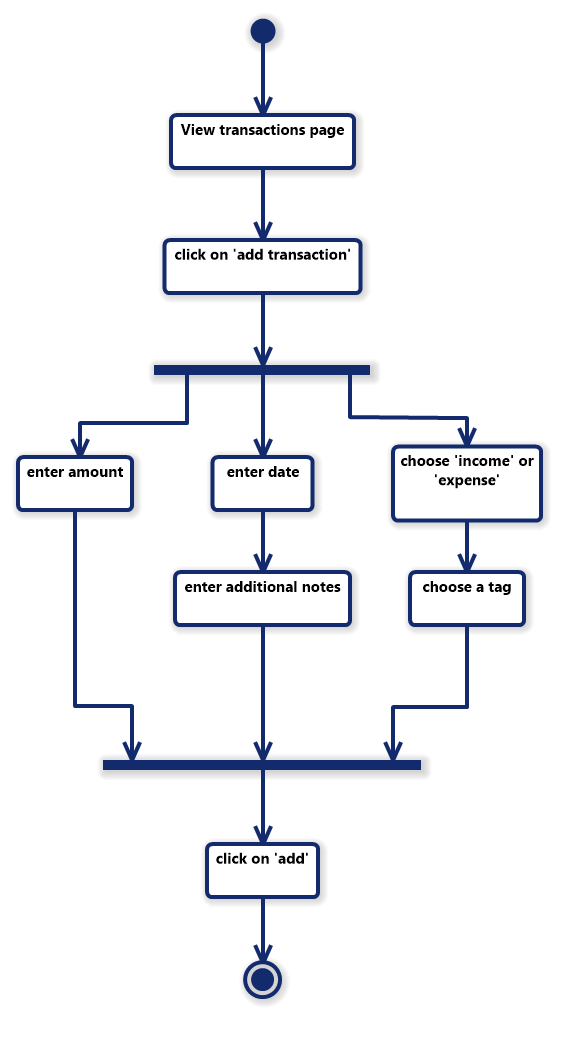 View transactions page
click on 'add transaction'
enter amount
enter date
choose 'income' or
'expense'
enter additional notes
choose a tag
click on 'add'